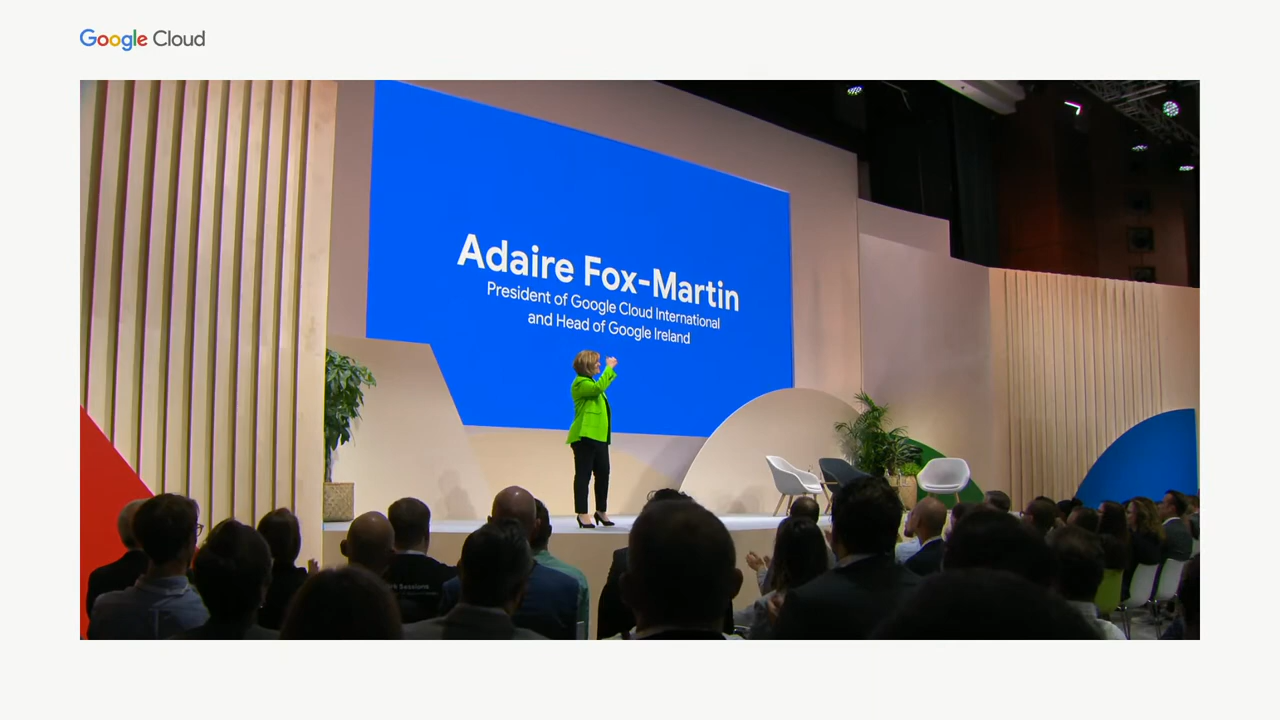 Google Cloud
Adaire Fox-Martin
President of Google Cloud International
and Head of Google Ireland